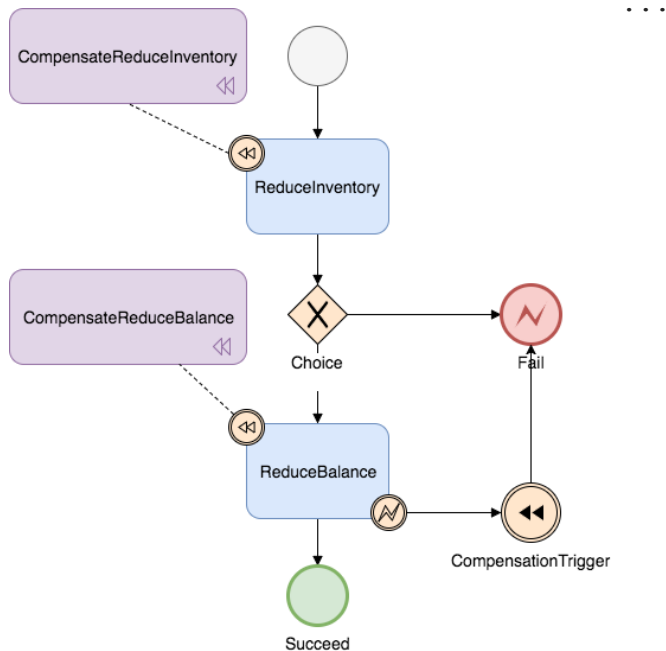 CompensateReduceInventory
ReduceInventory
CompensateReduceBalance
Choice
Fail
ReduceBalance
CompensationTrigger
Succeed